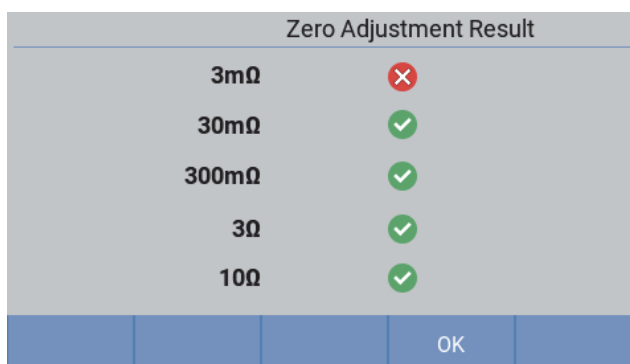 Zero Adjustment Result
3mΩ
30mΩ
300mΩ
3Ω
10Ω
OK